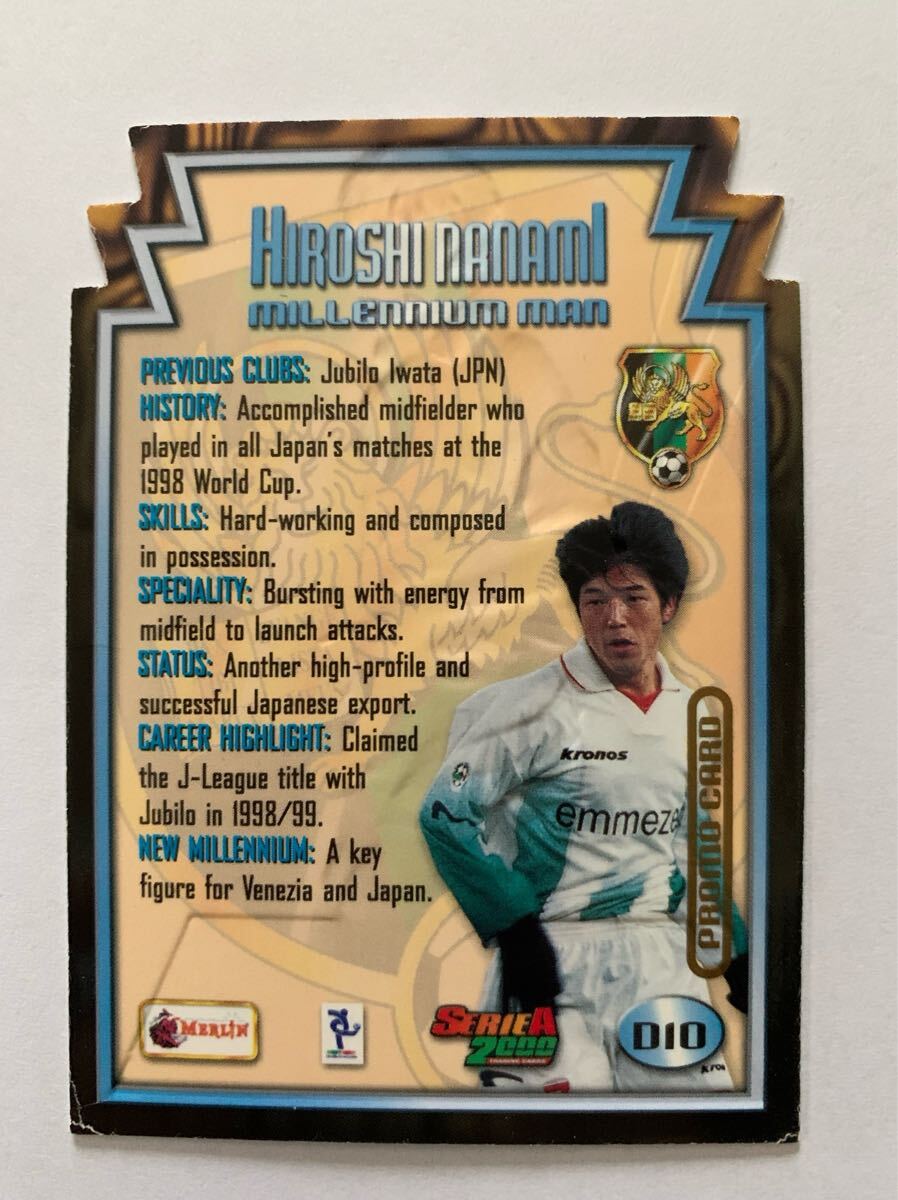 HIROSHI NANAMI
MILLENNIUM MAN
PREVIOUS CLUBS: Jubilo Iwata (JPN)
HISTORY: Accomplished midfielder who
played in all Japan's matches at the
1998 World Cup.
SKILLS: Hard-working and composed
in possession.
SPECIALITY: Bursting with energy from
midfield to launch attacks.
STATUS: Another high-profile and
successful Japanese export.
CAREER HIGHLIGHT: Claimed
the J-League title with
Jubilo in 1998/99.
NEW MILLENNIUM: A key
figure for Venezia and Japan.
kronos
emmeze
PROMO CARD
MERLIN
SERIE A
2000
TRADING CARDS
D10